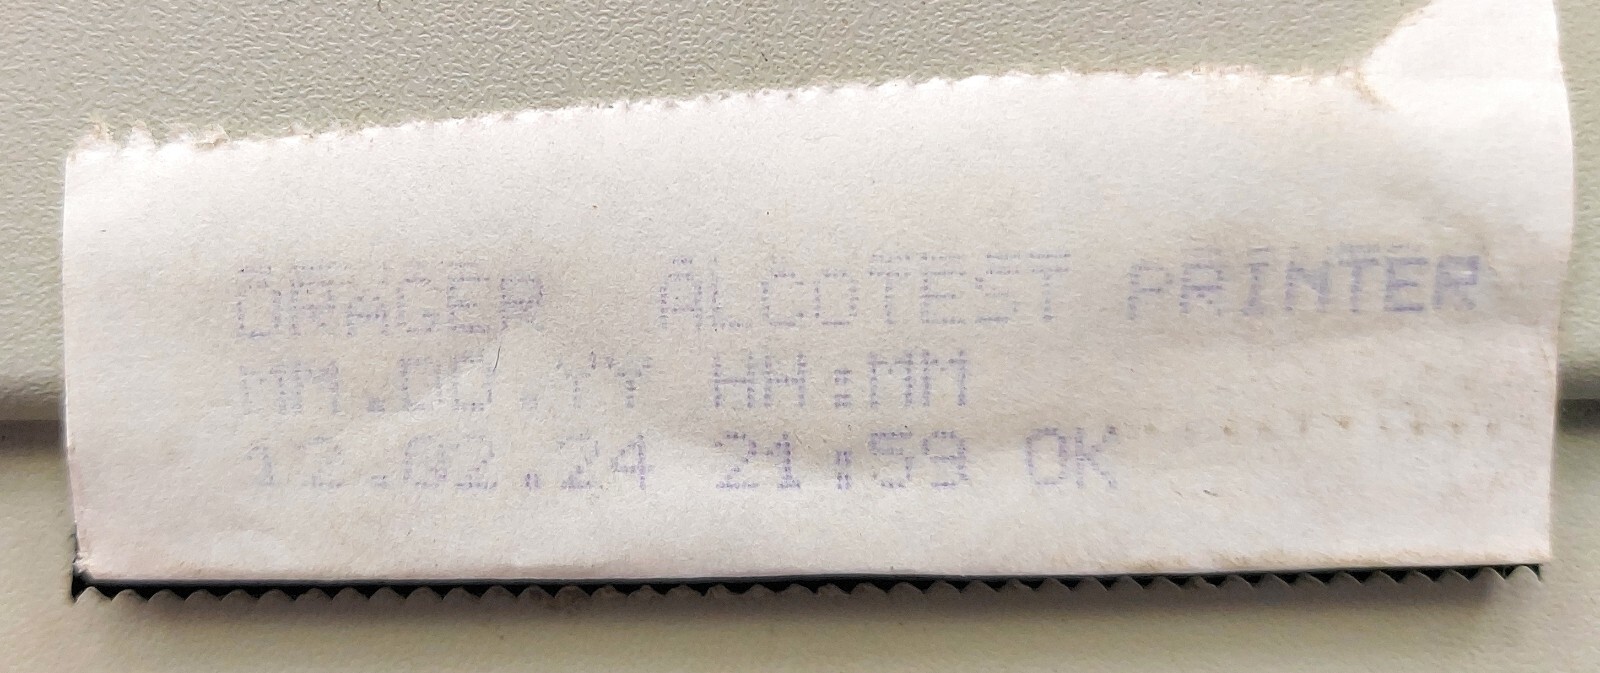 DRAGER ALCOTEST PRINTER
MM.DD.YY HH:MM
12.02.24 21:59 OK